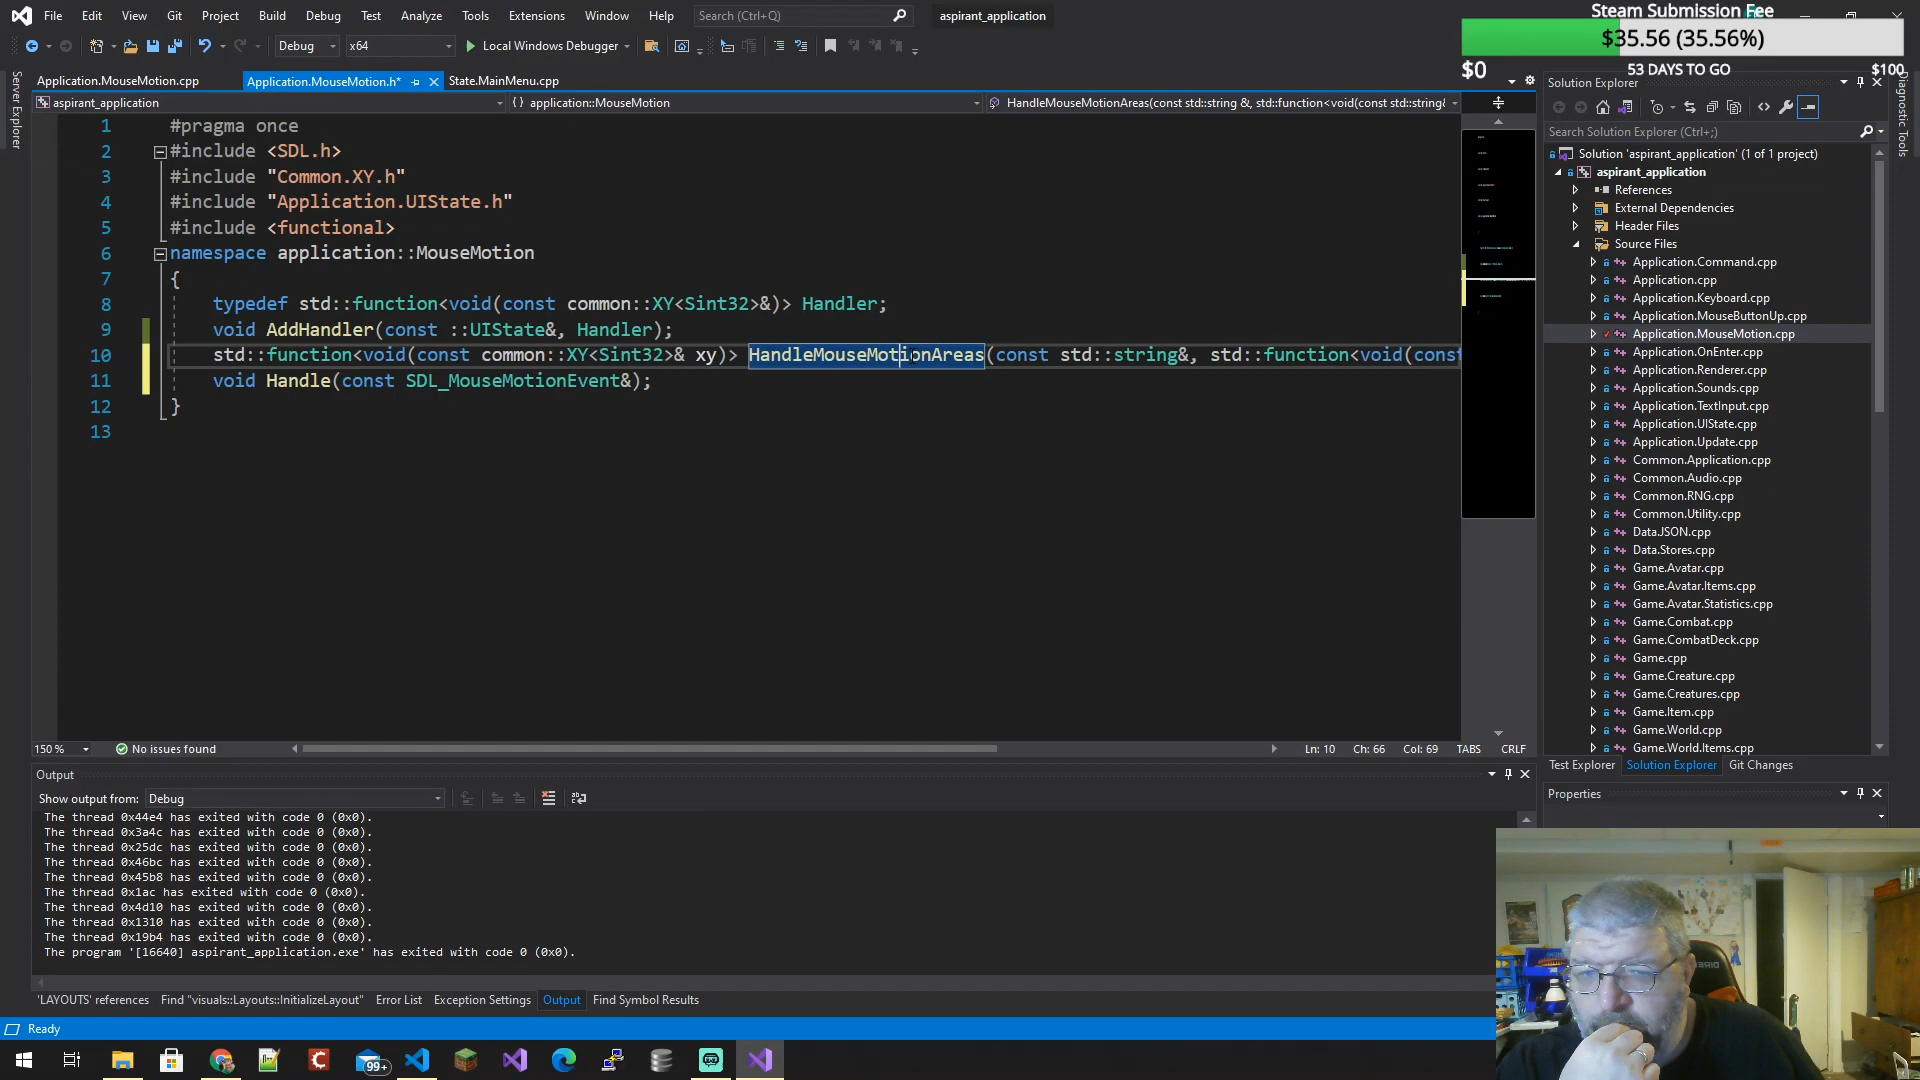 File Edit View Git Project Build Debug Test Analyze Tools Extensions Window Help Search (Ctrl+Q) aspirant_application
Steam Submission Fee
$35.56 (35.56%)
$0 53 DAYS TO GO $100
Debug x64 Local Windows Debugger
Application.MouseMotion.cpp Application.MouseMotion.h* State.MainMenu.cpp
aspirant_application {} application::MouseMotion HandleMouseMotionAreas(const std::string &, std::function<void(const std::string&
1 #pragma once
2 #include <SDL.h>
3 #include "Common.XY.h"
4 #include "Application.UIState.h"
5 #include <functional>
6 namespace application::MouseMotion
7 {
8 typedef std::function<void(const common::XY<Sint32>&)> Handler;
9 void AddHandler(const ::UIState&, Handler);
10 std::function<void(const common::XY<Sint32>& xy)> HandleMouseMotionAreas(const std::string&, std::function<void(const
11 void Handle(const SDL_MouseMotionEvent&);
12 }
13
150 % No issues found Ln: 10 Ch: 66 Col: 69 TABS CRLF
Output
Show output from: Debug
The thread 0x44e4 has exited with code 0 (0x0).
The thread 0x3a4c has exited with code 0 (0x0).
The thread 0x25dc has exited with code 0 (0x0).
The thread 0x46bc has exited with code 0 (0x0).
The thread 0x45b8 has exited with code 0 (0x0).
The thread 0x1ac has exited with code 0 (0x0).
The thread 0x4d10 has exited with code 0 (0x0).
The thread 0x1310 has exited with code 0 (0x0).
The thread 0x19b4 has exited with code 0 (0x0).
The program '[16640] aspirant_application.exe' has exited with code 0 (0x0).
'LAYOUTS' references Find "visuals::Layouts::InitializeLayout" Error List Exception Settings Output Find Symbol Results
Ready
99+
Server Explorer
Diagnostic Tools
Solution Explorer
Search Solution Explorer (Ctrl+;)
Solution 'aspirant_application' (1 of 1 project)
aspirant_application
References
External Dependencies
Header Files
Source Files
Application.Command.cpp
Application.cpp
Application.Keyboard.cpp
Application.MouseButtonUp.cpp
Application.MouseMotion.cpp
Application.OnEnter.cpp
Application.Renderer.cpp
Application.Sounds.cpp
Application.TextInput.cpp
Application.UIState.cpp
Application.Update.cpp
Common.Application.cpp
Common.Audio.cpp
Common.RNG.cpp
Common.Utility.cpp
Data.JSON.cpp
Data.Stores.cpp
Game.Avatar.cpp
Game.Avatar.Items.cpp
Game.Avatar.Statistics.cpp
Game.Combat.cpp
Game.CombatDeck.cpp
Game.cpp
Game.Creature.cpp
Game.Creatures.cpp
Game.Item.cpp
Game.World.cpp
Game.World.Items.cpp
Test Explorer Solution Explorer Git Changes
Properties